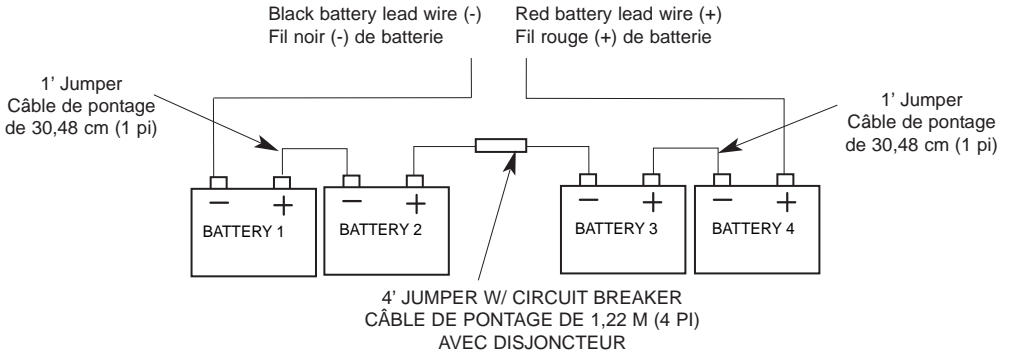 Black battery lead wire (-)
Fil noir (-) de batterie
Red battery lead wire (+)
Fil rouge (+) de batterie
1’ Jumper
Câble de pontage
de 30,48 cm (1 pi)
1’ Jumper
Câble de pontage
de 30,48 cm (1 pi)
– +
BATTERY 1
– +
BATTERY 2
– +
BATTERY 3
– +
BATTERY 4
4’ JUMPER W/ CIRCUIT BREAKER
CÂBLE DE PONTAGE DE 1,22 M (4 PI)
AVEC DISJONCTEUR